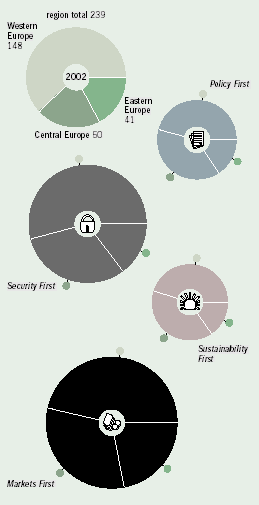 region total 239
Western
Europe
148
2002
Eastern
Europe
41
Central Europe 50
Policy First
Security First
Sustainability
First
Markets First